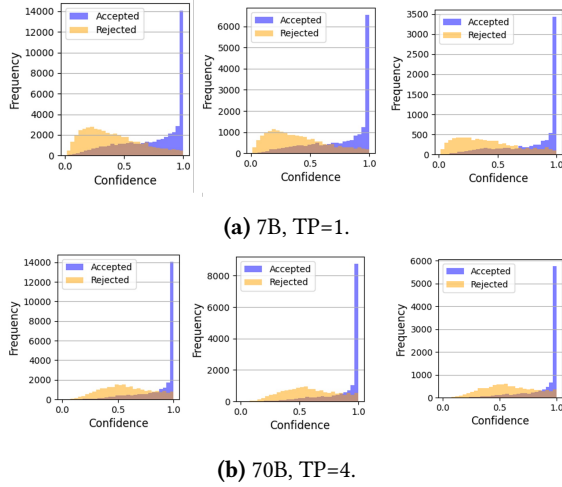 14000
12000
10000
8000
6000
4000
2000
0
Frequency
Accepted
Rejected
0.0 0.5 1.0
Confidence
6000
5000
4000
3000
2000
1000
0
Frequency
Accepted
Rejected
0.0 0.5 1.0
Confidence
3500
3000
2500
2000
1500
1000
500
0
Frequency
Accepted
Rejected
0.0 0.5 1.0
Confidence
(a) 7B, TP=1.
14000
12000
10000
8000
6000
4000
2000
0
Frequency
Accepted
Rejected
0.0 0.5 1.0
Confidence
8000
6000
4000
2000
0
Frequency
Accepted
Rejected
0.0 0.5 1.0
Confidence
6000
5000
4000
3000
2000
1000
0
Frequency
Accepted
Rejected
0.0 0.5 1.0
Confidence
(b) 70B, TP=4.